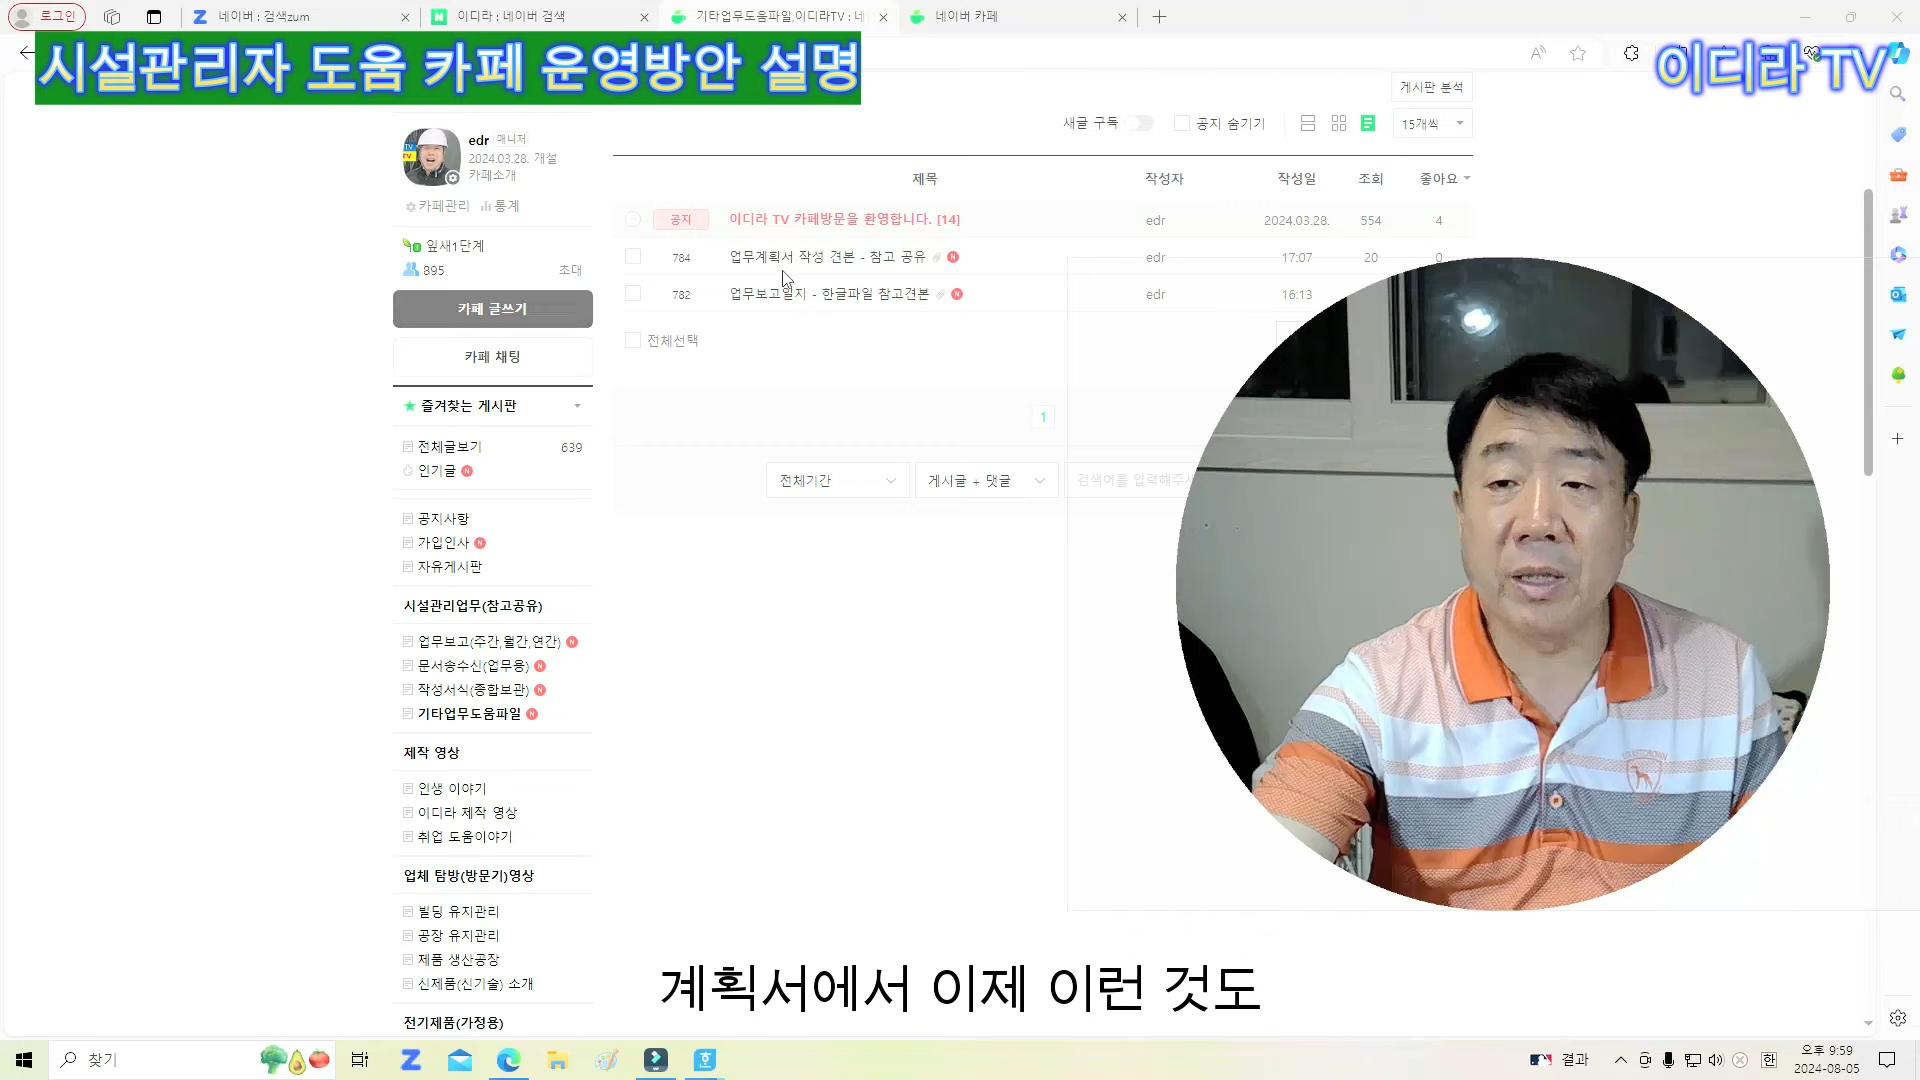 로그인
네이버 : 검색zum
이디라 : 네이버 검색
기타업무도움파일,이디라TV : 네
네이버 카페
시설관리자 도움 카페 운영방안 설명
이디라 TV
게시판 분석
새글 구독
공지 숨기기
15개씩
edr 매니저
2024.03.28. 개설
카페소개
카페관리
통계
잎새1단계
895
초대
카페 글쓰기
카페 채팅
즐겨찾는 게시판
전체글보기 639
인기글 N
공지사항
가입인사 N
자유게시판
시설관리업무(참고공유)
업무보고(주간,월간,연간) N
문서송수신(업무용) N
작성서식(종합보관) N
기타업무도움파일 N
제작 영상
인생 이야기
이디라 제작 영상
취업 도움이야기
업체 탐방(방문기)영상
빌딩 유지관리
공장 유지관리
제품 생산공장
신제품(신기술) 소개
전기제품(가정용)
제목 작성자 작성일 조회 좋아요
공지 이디라 TV 카페방문을 환영합니다. [14] edr 2024.03.28. 554 4
784 업무계획서 작성 견본 - 참고 공유 N edr 17:07 20 0
782 업무보고일지 - 한글파일 참고견본 N edr 16:13
전체선택
1
전체기간
게시글 + 댓글
검색어를 입력해주
계획서에서 이제 이런 것도
찾기
결과
한
오후 9:59
2024-08-05